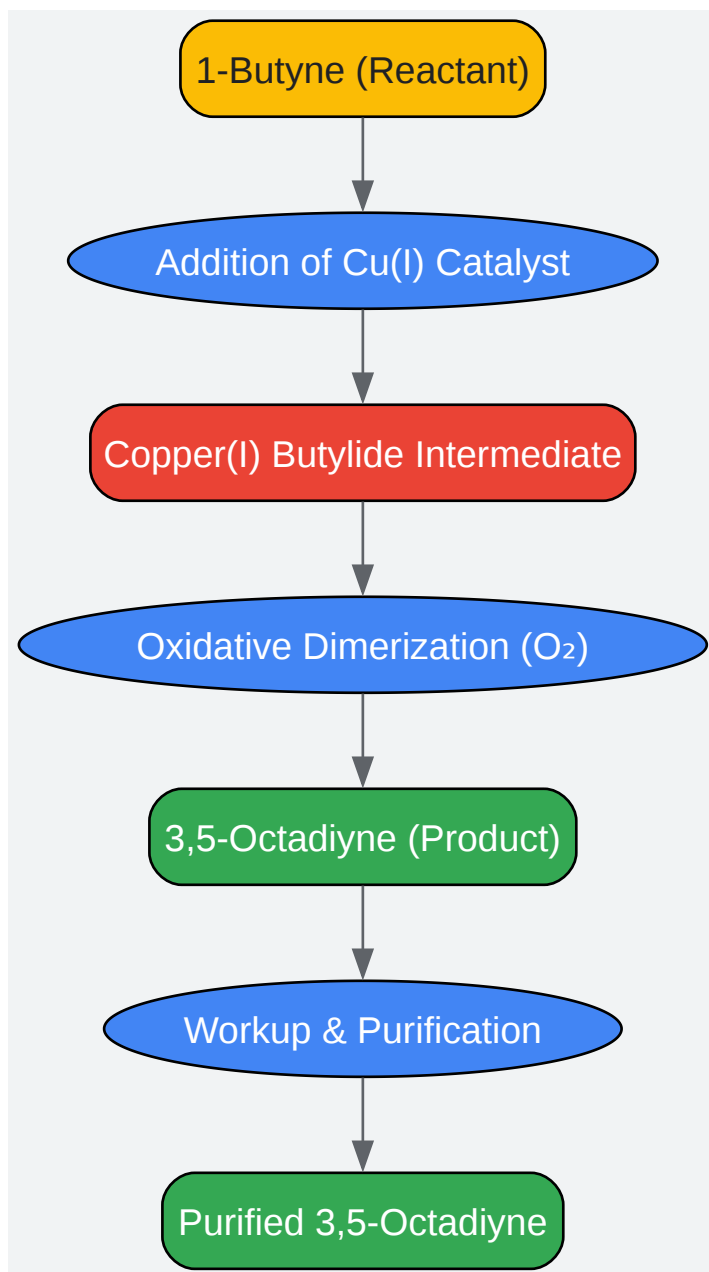 1-Butyne (Reactant)
Addition of Cu(I) Catalyst
Copper(I) Butylide Intermediate
Oxidative Dimerization (O₂)
3,5-Octadiyne (Product)
Workup & Purification
Purified 3,5-Octadiyne